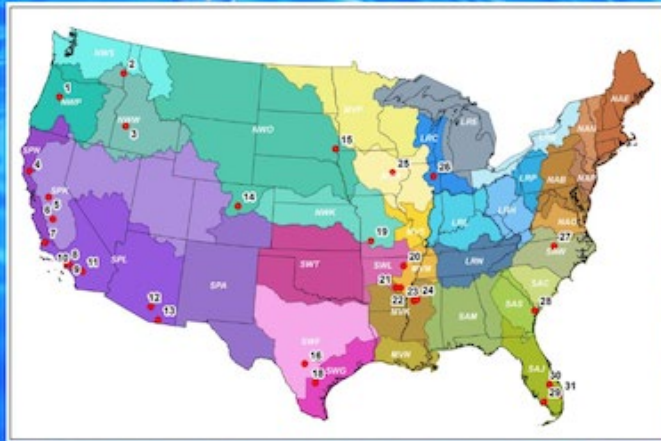 NWS
2
1
NWP
NWW
3
NWO
MVP
LRE
NAE
15
LRC
NAN
SPN
4
25
26
LRP
NAB
NAP
SPK
5
6
14
NWK
MVS
LRL
LRH
NAO
7
19
27
SAW
10
8
9
11
SPL
SWT
SWL
20
MVM
LRN
SAC
SPA
21
12
22
23
24
MVK
SAM
SAS
28
13
SWF
MVN
16
SWG
18
SAJ
30
31
29